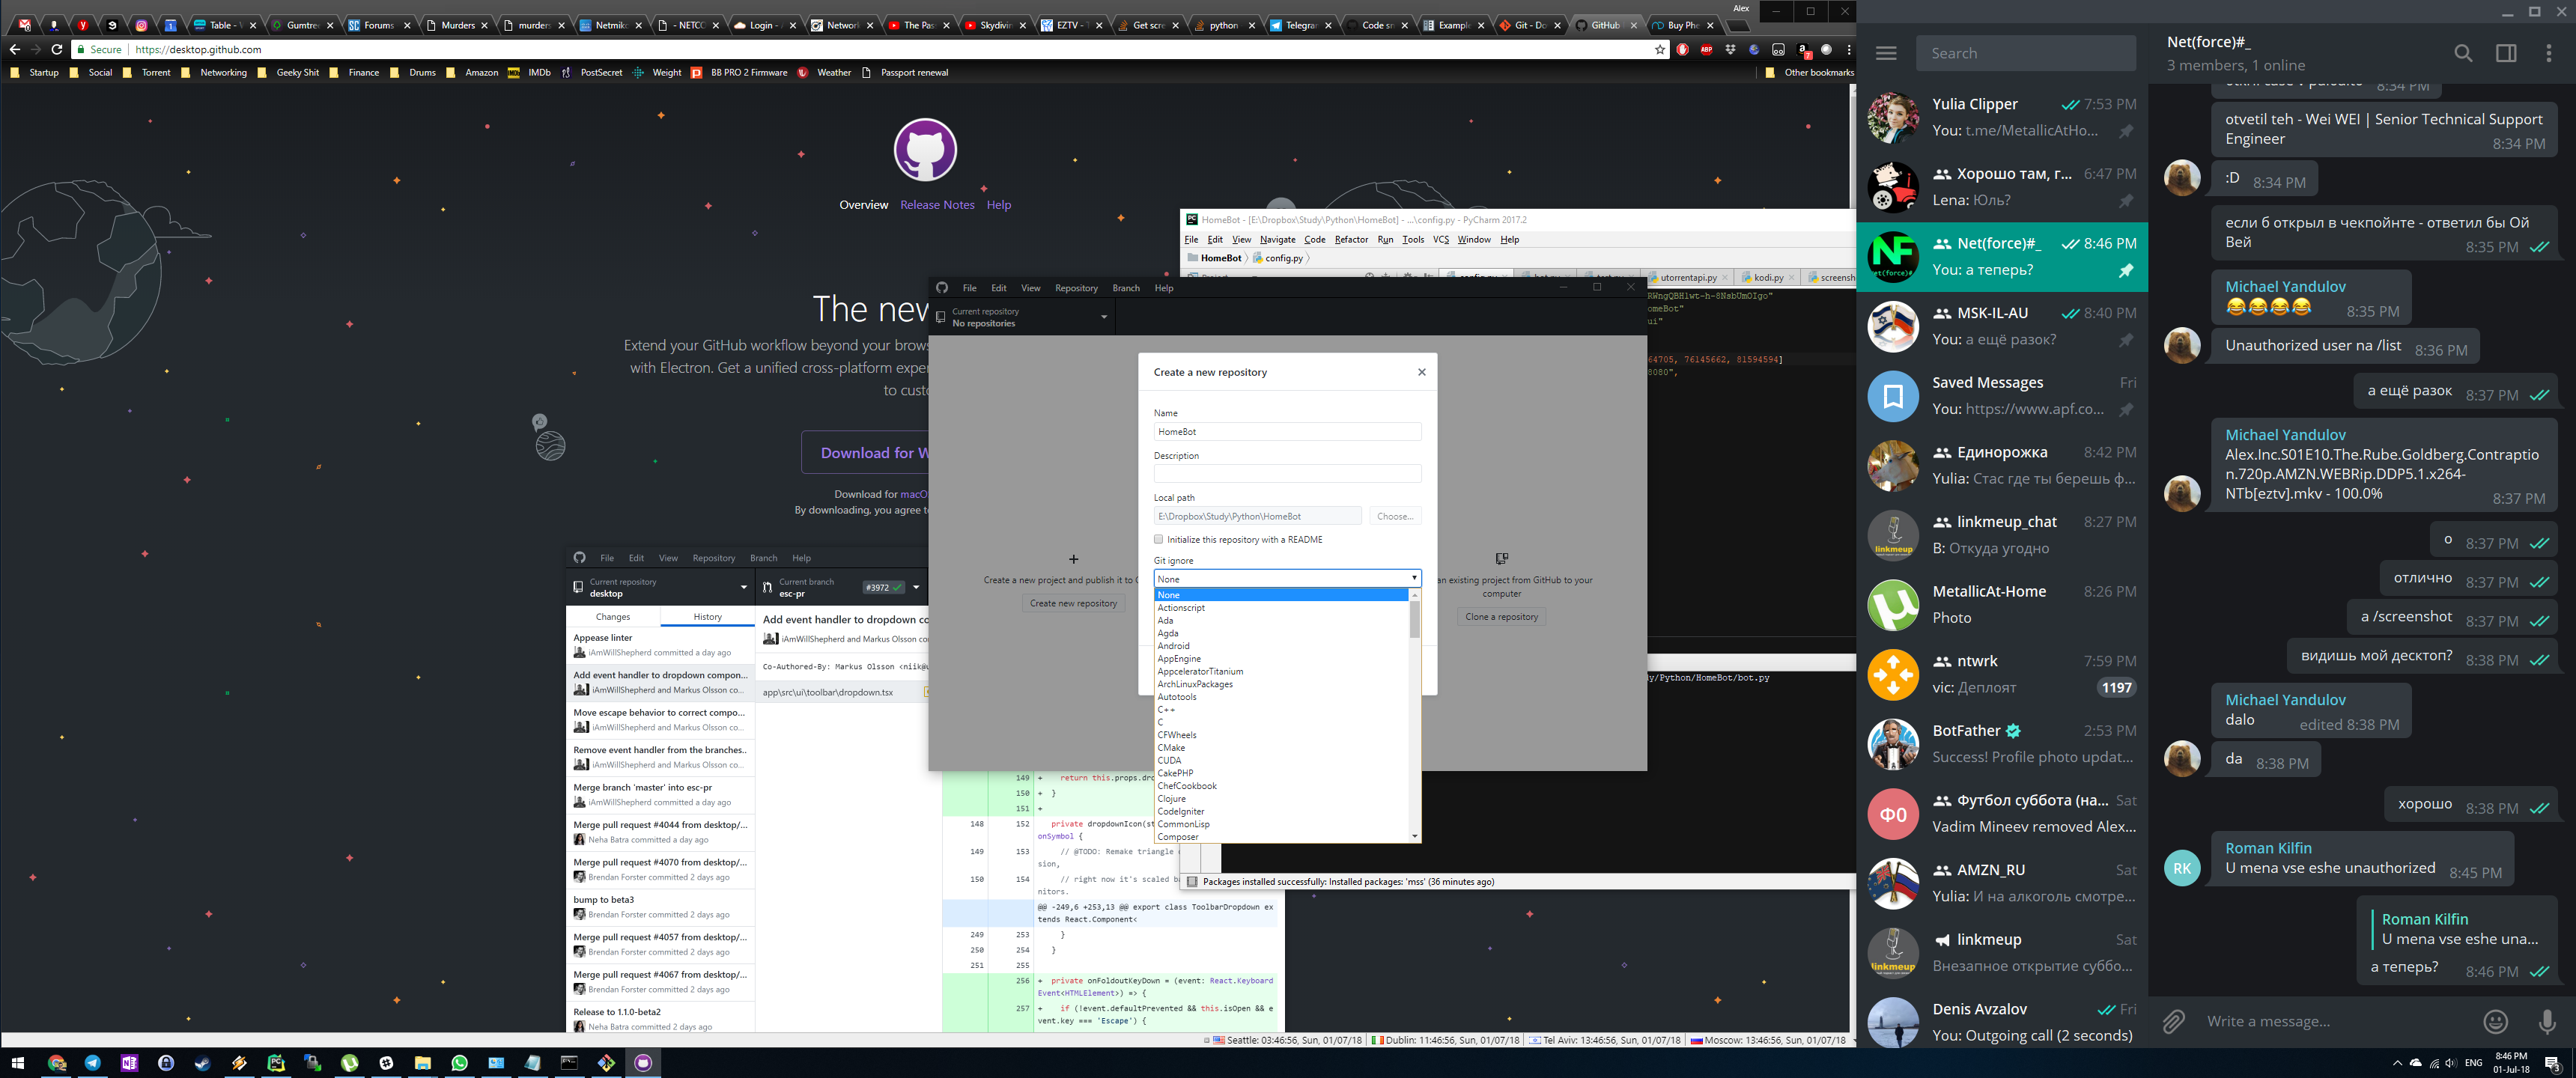 Alex
Table - V
Gumtre
Forums
Murders
murders
Netmiko
- NETCO
Login - A
Network
The Pas
Skydivin
EZTV - T
Get scre
python
Telegra
Code sn
Example
Git - Do
GitHub
Buy Phe
Secure
https://desktop.github.com
Startup
Social
Torrent
Networking
Geeky Shit
Finance
Drums
Amazon
IMDb
PostSecret
Weight
BB PRO 2 Firmware
Weather
Passport renewal
Other bookmarks
Overview
Release Notes
Help
The new
Extend your GitHub workflow beyond your brows
with Electron. Get a unified cross-platform exper
to custo
Download for W
Download for macO
By downloading, you agree to
HomeBot - [E:\Dropbox\Study\Python\HomeBot] - ...\config.py - PyCharm 2017.2
File Edit View Navigate Code Refactor Run Tools VCS Window Help
HomeBot
config.py
utorrentapi.py
kodi.py
screensh
RWngQBHlwt-h-8NsbUmOIgo"
omeBot"
ui"
64705, 76145662, 81594594]
8080",
y/Python/HomeBot/bot.py
Packages installed successfully: Installed packages: 'mss' (36 minutes ago)
File Edit View Repository Branch Help
Current repository
No repositories
Create a new project and publish it to G
Create new repository
an existing project from GitHub to your
computer
Clone a repository
Create a new repository
Name
HomeBot
Description
Local path
E:\Dropbox\Study\Python\HomeBot
Choose...
Initialize this repository with a README
Git ignore
None
None
Actionscript
Ada
Agda
Android
AppEngine
AppceleratorTitanium
ArchLinuxPackages
Autotools
C++
C
CFWheels
CMake
CUDA
CakePHP
ChefCookbook
Clojure
CodeIgniter
CommonLisp
Composer
File Edit View Repository Branch Help
Current repository
desktop
Current branch
esc-pr
#3972
Changes
History
Appease linter
iAmWillShepherd committed a day ago
Add event handler to dropdown compon...
iAmWillShepherd and Markus Olsson co...
Move escape behavior to correct compo...
iAmWillShepherd and Markus Olsson co...
Remove event handler from the branches..
iAmWillShepherd and Markus Olsson co...
Merge branch 'master' into esc-pr
iAmWillShepherd committed a day ago
Merge pull request #4044 from desktop/...
Neha Batra committed a day ago
Merge pull request #4070 from desktop/...
Brendan Forster committed 2 days ago
bump to beta3
Brendan Forster committed 2 days ago
Merge pull request #4057 from desktop/...
Brendan Forster committed 2 days ago
Merge pull request #4067 from desktop/...
Brendan Forster committed 2 days ago
Release to 1.1.0-beta2
Neha Batra committed 2 days ago
Add event handler to dropdown co
iAmWillShepherd and Markus Olsson co
Co-Authored-By: Markus Olsson <niik@u
app\src\ui\toolbar\dropdown.tsx
149 + return this.props.dro
150 + }
151 +
148 152 private dropdownIcon(st
onSymbol {
149 153 // @TODO: Remake triangle
sion,
150 154 // right now it's scaled ba
nitors.
@@ -249,6 +253,13 @@ export class ToolbarDropdown ex
tends React.Component<
249 253 }
250 254 }
251 255
256 + private onFoldoutKeyDown = (event: React.Keyboard
Event<HTMLElement>) => {
257 + if (!event.defaultPrevented && this.isOpen && e
vent.key === 'Escape') {
Seattle: 03:46:56, Sun, 01/07/18
Dublin: 11:46:56, Sun, 01/07/18
Tel Aviv: 13:46:56, Sun, 01/07/18
Moscow: 13:46:56, Sun, 01/07/18
Search
Yulia Clipper 7:53 PM
You: t.me/MetallicAtHo...
Хорошо там, г... 6:47 PM
Lena: Юль?
Net(force)#_ 8:46 PM
You: а теперь?
MSK-IL-AU 8:40 PM
You: а ещё разок?
Saved Messages Fri
You: https://www.apf.co...
Единорожка 8:42 PM
Yulia: Стас где ты берешь ф...
linkmeup_chat 8:27 PM
B: Откуда угодно
MetallicAt-Home 8:26 PM
Photo
ntwrk 7:59 PM
vic: Деплоят 1197
BotFather 2:53 PM
Success! Profile photo updat...
ФО
Футбол суббота (на... Sat
Vadim Mineev removed Alex...
AMZN_RU Sat
Yulia: И на алкоголь смотре...
linkmeup Sat
Внезапное открытие суббо...
Denis Avzalov Fri
You: Outgoing call (2 seconds)
Net(force)#_
3 members, 1 online
8:34 PM
otvetil teh - Wei WEI | Senior Technical Support
Engineer
8:34 PM
:D 8:34 PM
если б открыл в чекпойнте - ответил бы Ой
Вей
8:35 PM
Michael Yandulov
😂😂😂😂 8:35 PM
Unauthorized user na /list 8:36 PM
а ещё разок 8:37 PM
Michael Yandulov
Alex.Inc.S01E10.The.Rube.Goldberg.Contraptio
n.720p.AMZN.WEBRip.DDP5.1.x264-
NTb[eztv].mkv - 100.0% 8:37 PM
о 8:37 PM
отлично 8:37 PM
а /screenshot 8:37 PM
видишь мой десктоп? 8:38 PM
Michael Yandulov
dalo edited 8:38 PM
da 8:38 PM
хорошо 8:38 PM
RK
Roman Kilfin
U mena vse eshe unauthorized 8:45 PM
Roman Kilfin
U mena vse eshe una...
а теперь? 8:46 PM
Write a message...
ENG
8:46 PM
01-Jul-18